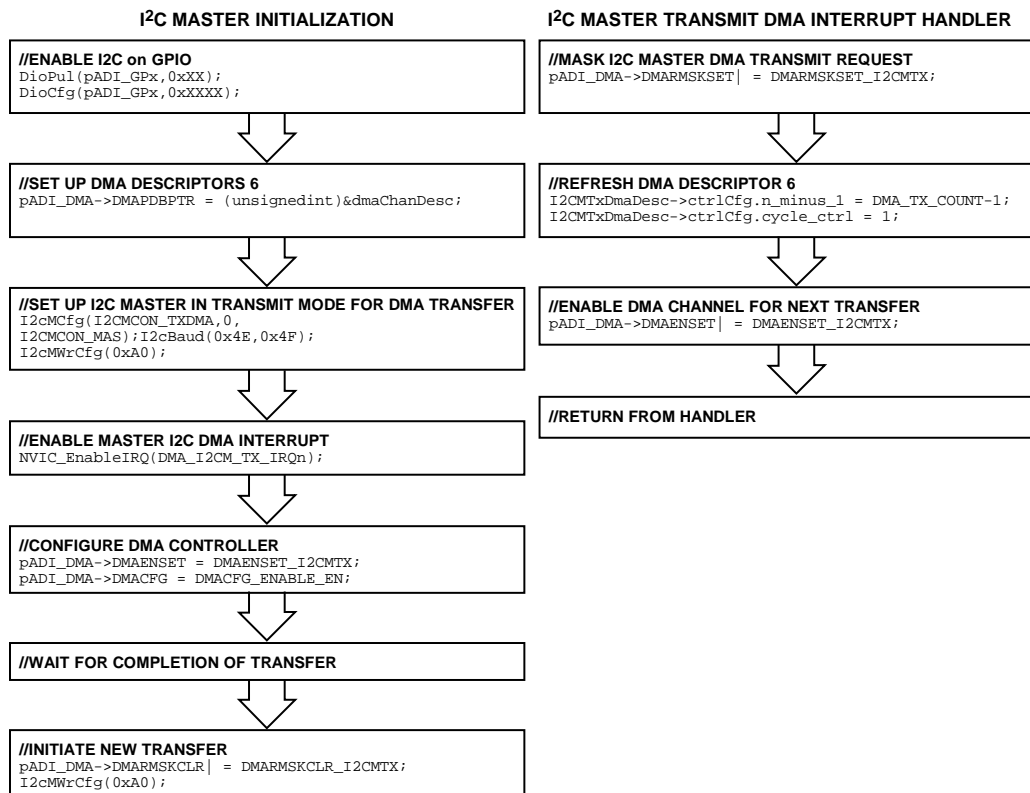 I2C MASTER INITIALIZATION
//ENABLE I2C on GPIO
DioPul(pADI_GPx,0xXX);
DioCfg(pADI_GPx,0xXXXX);
//SET UP DMA DESCRIPTORS 6
pADI_DMA->DMAPDBPTR = (unsignedint)&dmaChanDesc;
//SET UP I2C MASTER IN TRANSMIT MODE FOR DMA TRANSFER
I2cMCfg(I2CMCON_TXDMA,0,
I2CMCON_MAS);I2cBaud(0x4E,0x4F);
I2cMWrCfg(0xA0);
//ENABLE MASTER I2C DMA INTERRUPT
NVIC_EnableIRQ(DMA_I2CM_TX_IRQn);
//CONFIGURE DMA CONTROLLER
pADI_DMA->DMAENSET = DMAENSET_I2CMTX;
pADI_DMA->DMACFG = DMACFG_ENABLE_EN;
//WAIT FOR COMPLETION OF TRANSFER
//INITIATE NEW TRANSFER
pADI_DMA->DMARMSKCLR| = DMARMSKCLR_I2CMTX;
I2cMWrCfg(0xA0);
I2C MASTER TRANSMIT DMA INTERRUPT HANDLER
//MASK I2C MASTER DMA TRANSMIT REQUEST
pADI_DMA->DMARMSKSET| = DMARMSKSET_I2CMTX;
//REFRESH DMA DESCRIPTOR 6
I2CMTxDmaDesc->ctrlCfg.n_minus_1 = DMA_TX_COUNT-1;
I2CMTxDmaDesc->ctrlCfg.cycle_ctrl = 1;
//ENABLE DMA CHANNEL FOR NEXT TRANSFER
pADI_DMA->DMAENSET| = DMAENSET_I2CMTX;
//RETURN FROM HANDLER